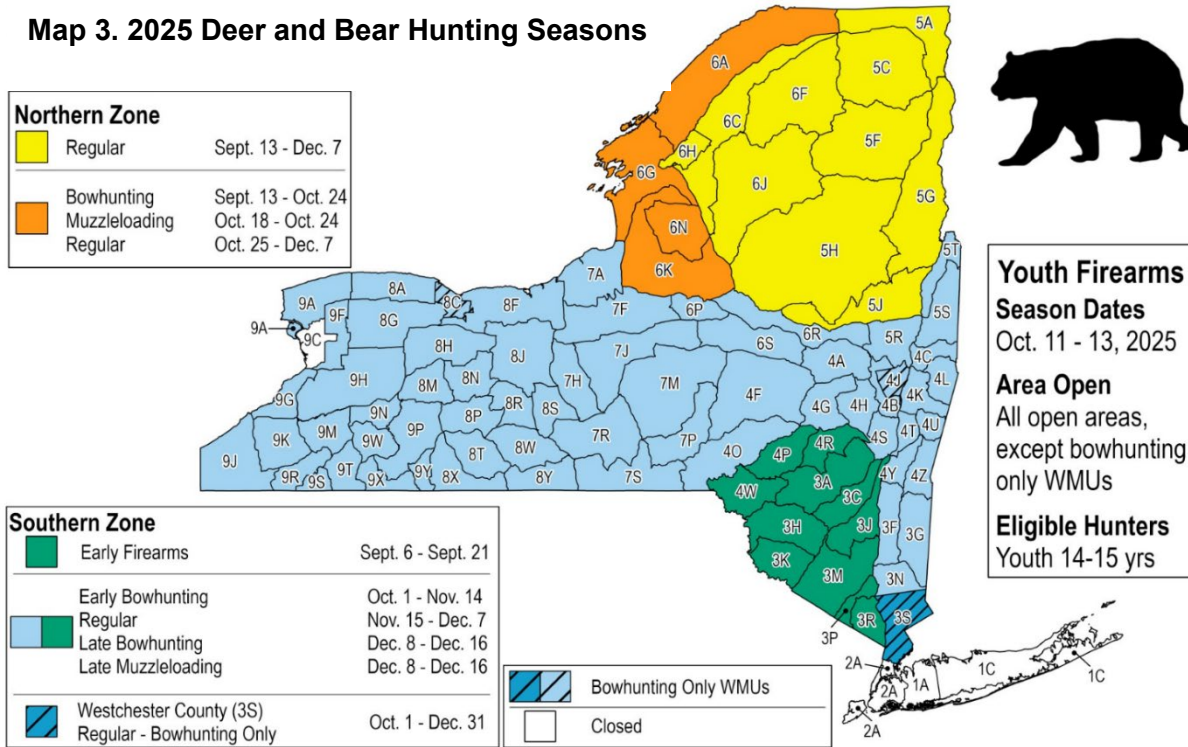 Map 3. 2025 Deer and Bear Hunting Seasons
Northern Zone
Regular Sept. 13 - Dec. 7
Bowhunting Sept. 13 - Oct. 24
Muzzleloading Oct. 18 - Oct. 24
Regular Oct. 25 - Dec. 7
5A
6A
5C
6F
6C
5F
6H
6G
6J
5G
6N
5H
5T
6K
7A
9A
8A
8C
8F
5J
9F
7F
6P
5S
8G
9A
6R
5R
9C
6S
8H
8J
7J
4A
4C
9H
8M
8N
7H
7M
4F
4J
4L
4K
9G
8R
8S
4G
4H
4B
9N
8P
9K
9M
9P
7R
4U
4T
9W
8W
7P
4O
4S
9J
8T
4P
4R
9R
9S
9T
9X
9Y
8X
8Y
7S
4Y
4Z
4W
3A
3C
3H
3J
3F
3G
3K
3M
3N
3P
3R
3S
2A
2A
1A
1C
1C
2A
Youth Firearms
Season Dates
Oct. 11 - 13, 2025
Area Open
All open areas,
except bowhunting
only WMUs
Eligible Hunters
Youth 14-15 yrs
Southern Zone
Early Firearms Sept. 6 - Sept. 21
Early Bowhunting Oct. 1 - Nov. 14
Regular Nov. 15 - Dec. 7
Late Bowhunting Dec. 8 - Dec. 16
Late Muzzleloading Dec. 8 - Dec. 16
Westchester County (3S)
Regular - Bowhunting Only Oct. 1 - Dec. 31
Bowhunting Only WMUs
Closed